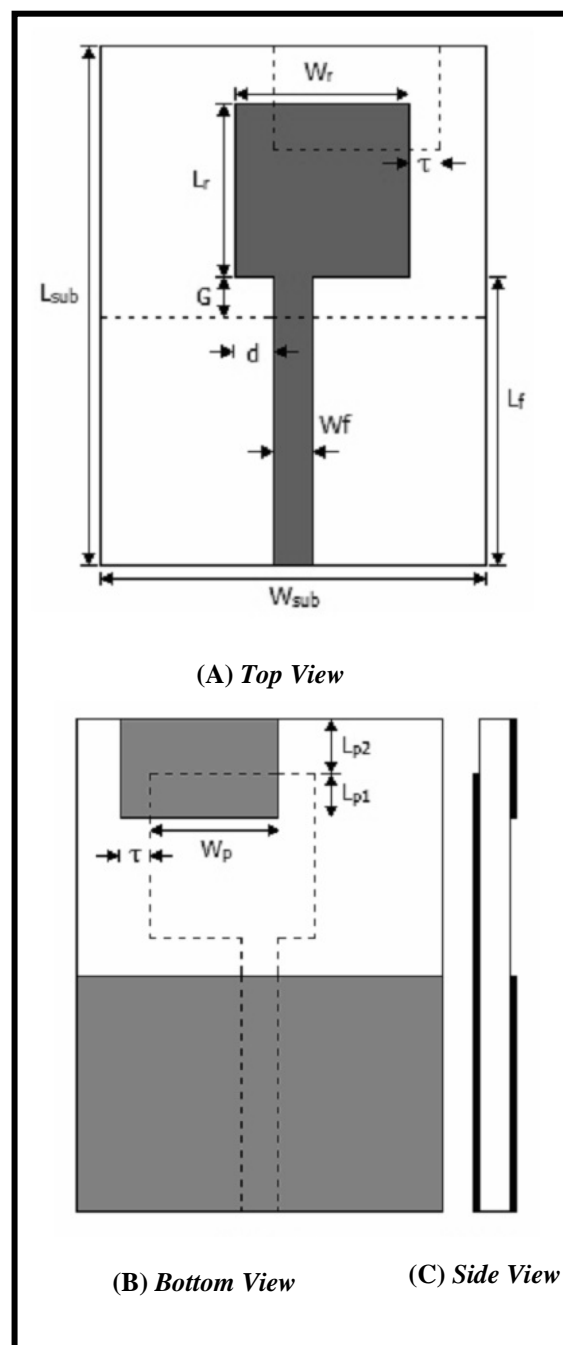 Wr
τ
Lr
Lsub
G
d
Lf
Wf
Wsub
(A) Top View
Lp2
Lp1
Wp
τ
(B) Bottom View
(C) Side View